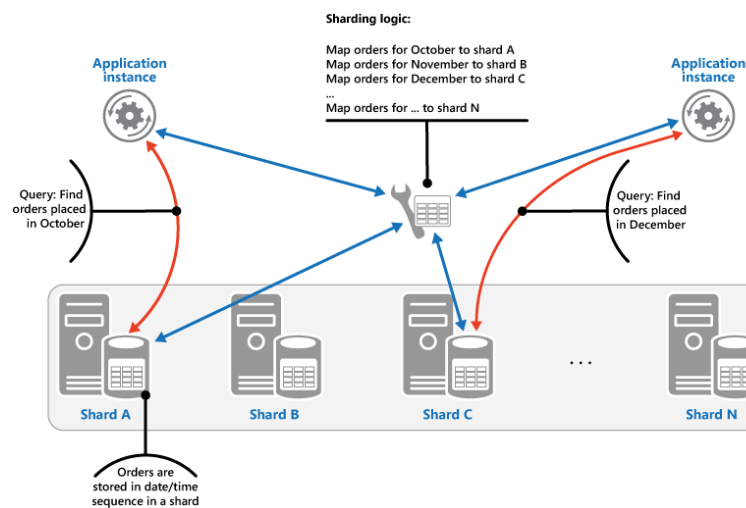 Sharding logic:
Map orders for October to shard A
Map orders for November to shard B
Map orders for December to shard C
...
Map orders for ... to shard N
Application
instance
Application
instance
Query: Find
orders placed
in October
Query: Find
orders placed
in December
...
Shard A
Shard B
Shard C
Shard N
Orders are
stored in date/time
sequence in a shard